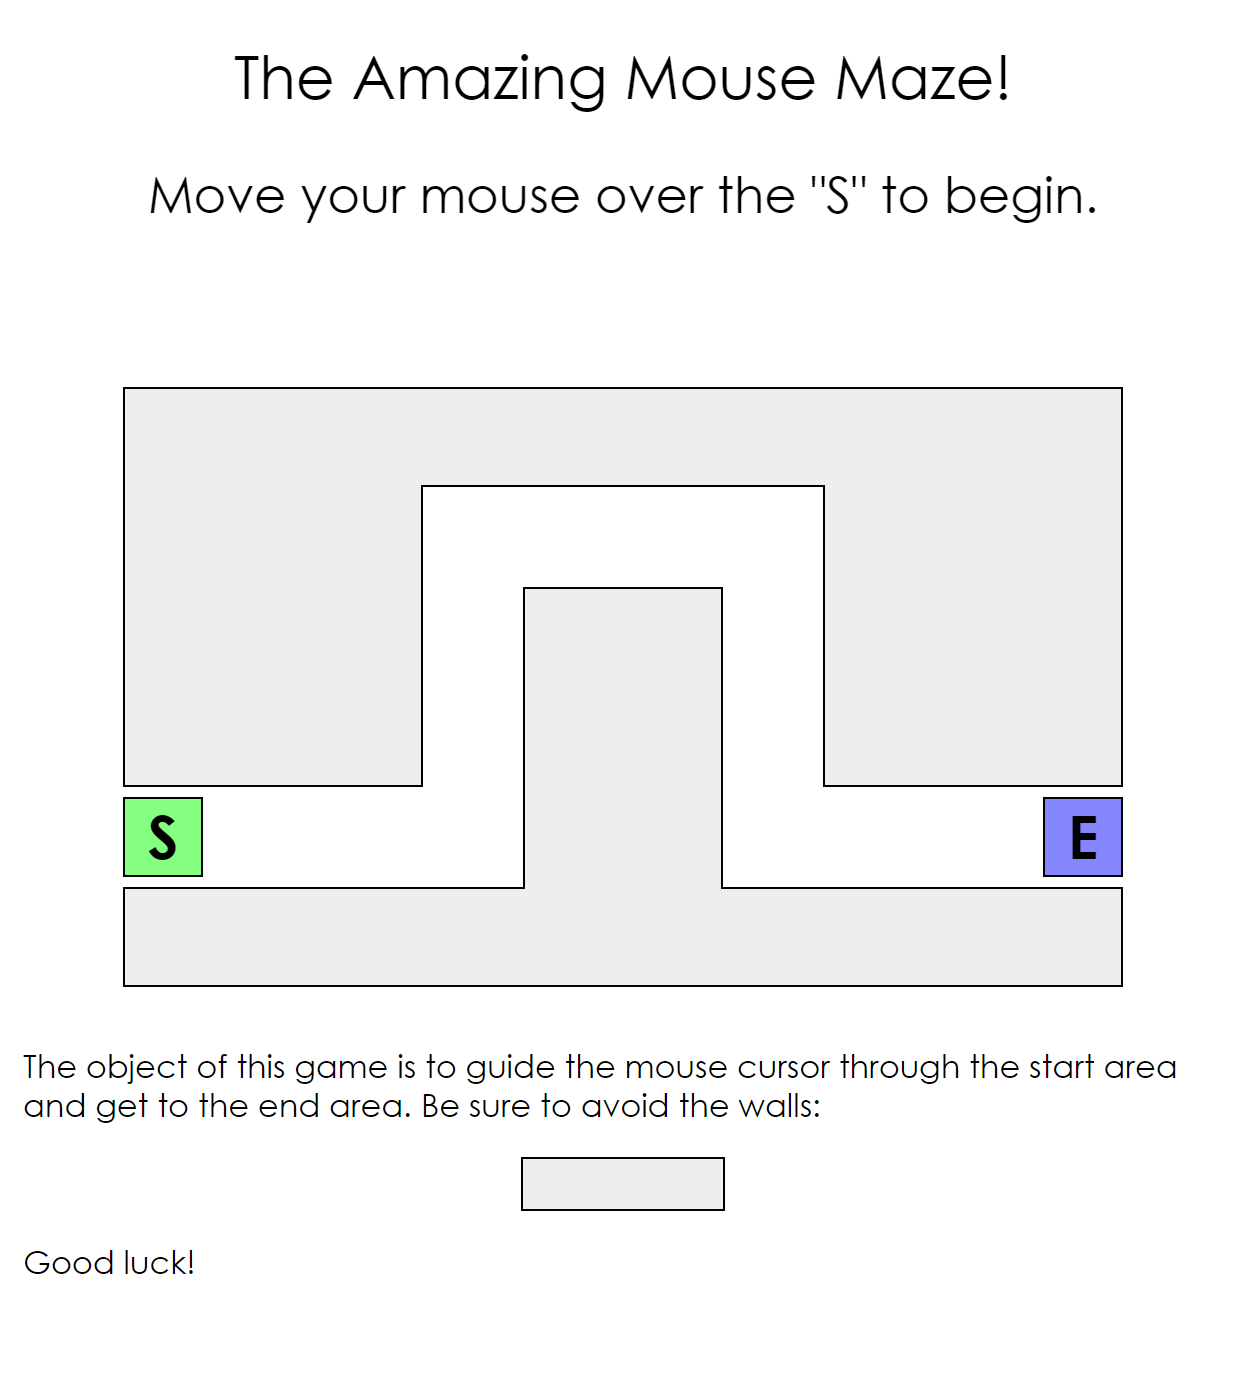 The Amazing Mouse Maze!
Move your mouse over the "S" to begin.
S
E
The object of this game is to guide the mouse cursor through the start area
and get to the end area. Be sure to avoid the walls:
Good luck!